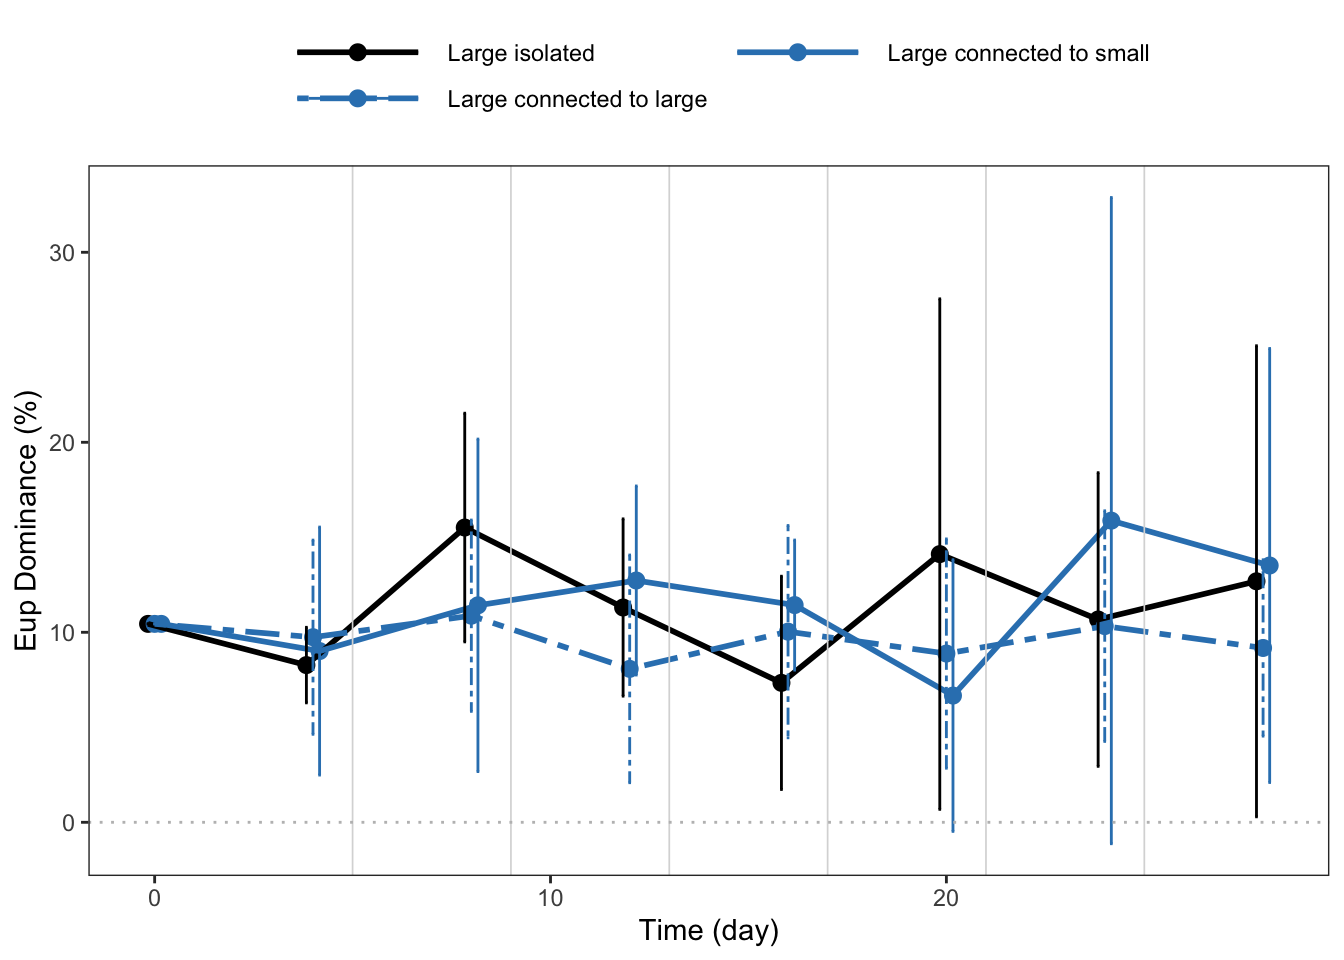 Large isolated
Large connected to small
Large connected to large
Eup Dominance (%)
30
20
10
0
0
10
20
Time (day)